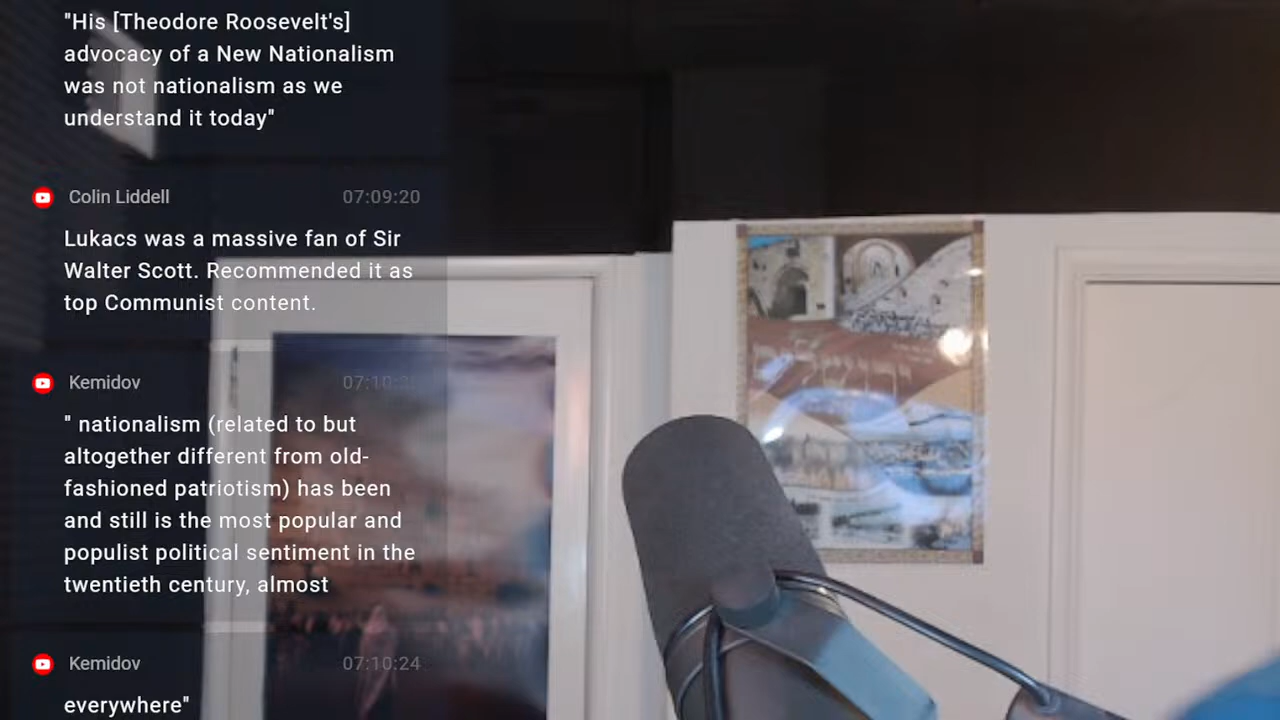 "His [Theodore Roosevelt's]
advocacy of a New Nationalism
was not nationalism as we
understand it today"
Colin Liddell 07:09:20
Lukacs was a massive fan of Sir
Walter Scott. Recommended it as
top Communist content.
Kemidov
" nationalism (related to but
altogether different from old-
fashioned patriotism) has been
and still is the most popular and
populist political sentiment in the
twentieth century, almost
Kemidov 07:10:24
everywhere"